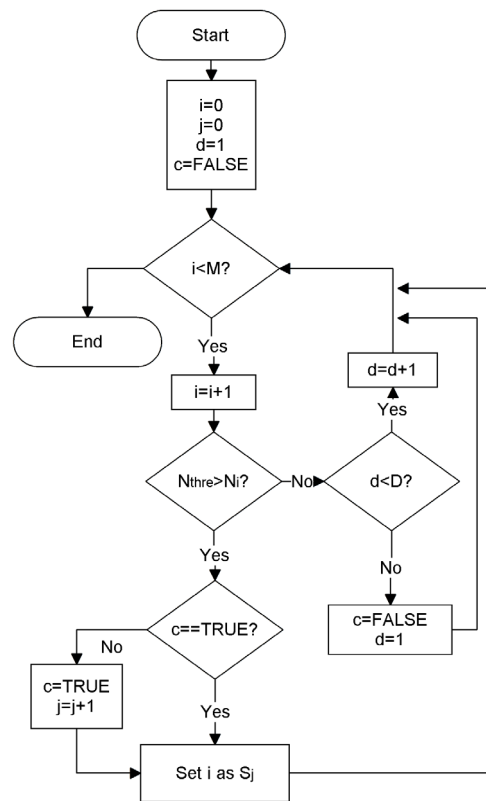 Start
i=0
j=0
d=1
c=FALSE
i<M?
End
Yes
i=i+1
d=d+1
Yes
Nthre>Ni?
No
d<D?
Yes
No
c==TRUE?
c=FALSE
d=1
No
c=TRUE
j=j+1
Yes
Set i as Sj